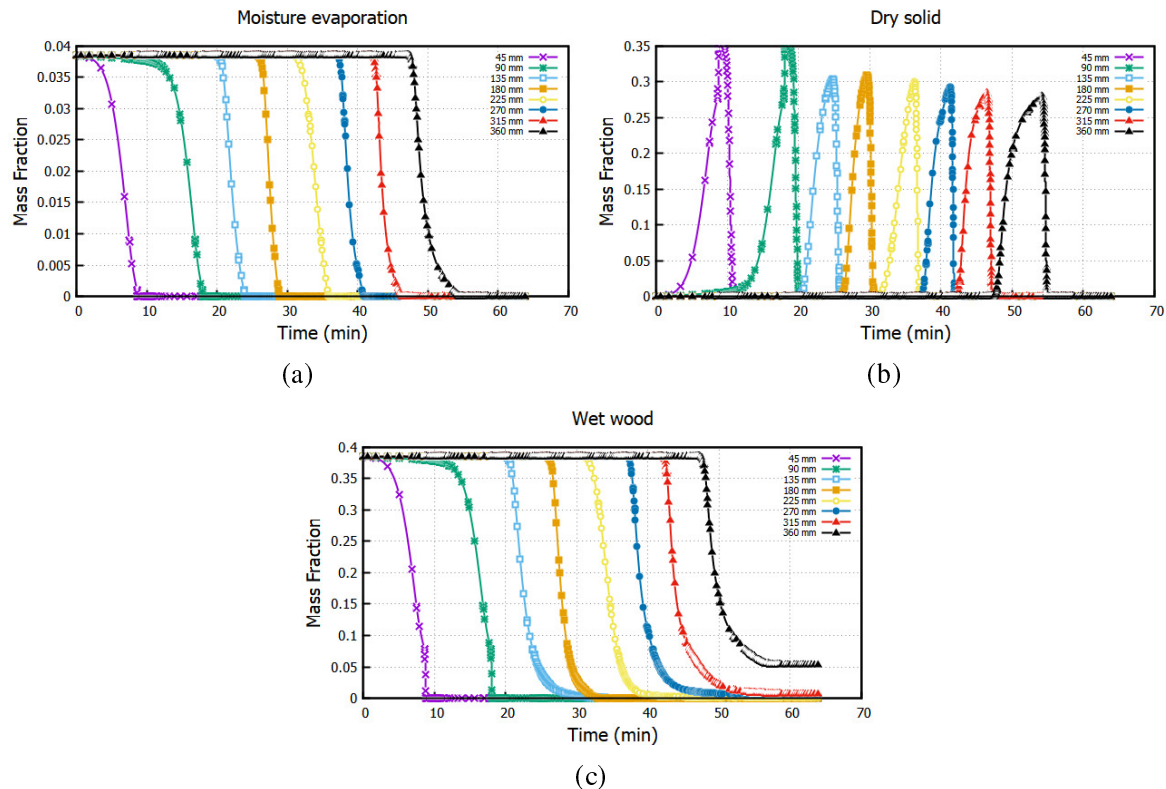 Moisture evaporation
Mass Fraction
0.04
0.035
0.03
0.025
0.02
0.015
0.01
0.005
0
0 10 20 30 40 50 60 70
Time (min)
45 mm
90 mm
135 mm
180 mm
225 mm
270 mm
315 mm
360 mm
(a)
Dry solid
Mass Fraction
0.35
0.3
0.25
0.2
0.15
0.1
0.05
0
0 10 20 30 40 50 60 70
Time (min)
45 mm
90 mm
135 mm
180 mm
225 mm
270 mm
315 mm
360 mm
(b)
Wet wood
Mass Fraction
0.4
0.35
0.3
0.25
0.2
0.15
0.1
0.05
0
0 10 20 30 40 50 60 70
Time (min)
45 mm
90 mm
135 mm
180 mm
225 mm
270 mm
315 mm
360 mm
(c)